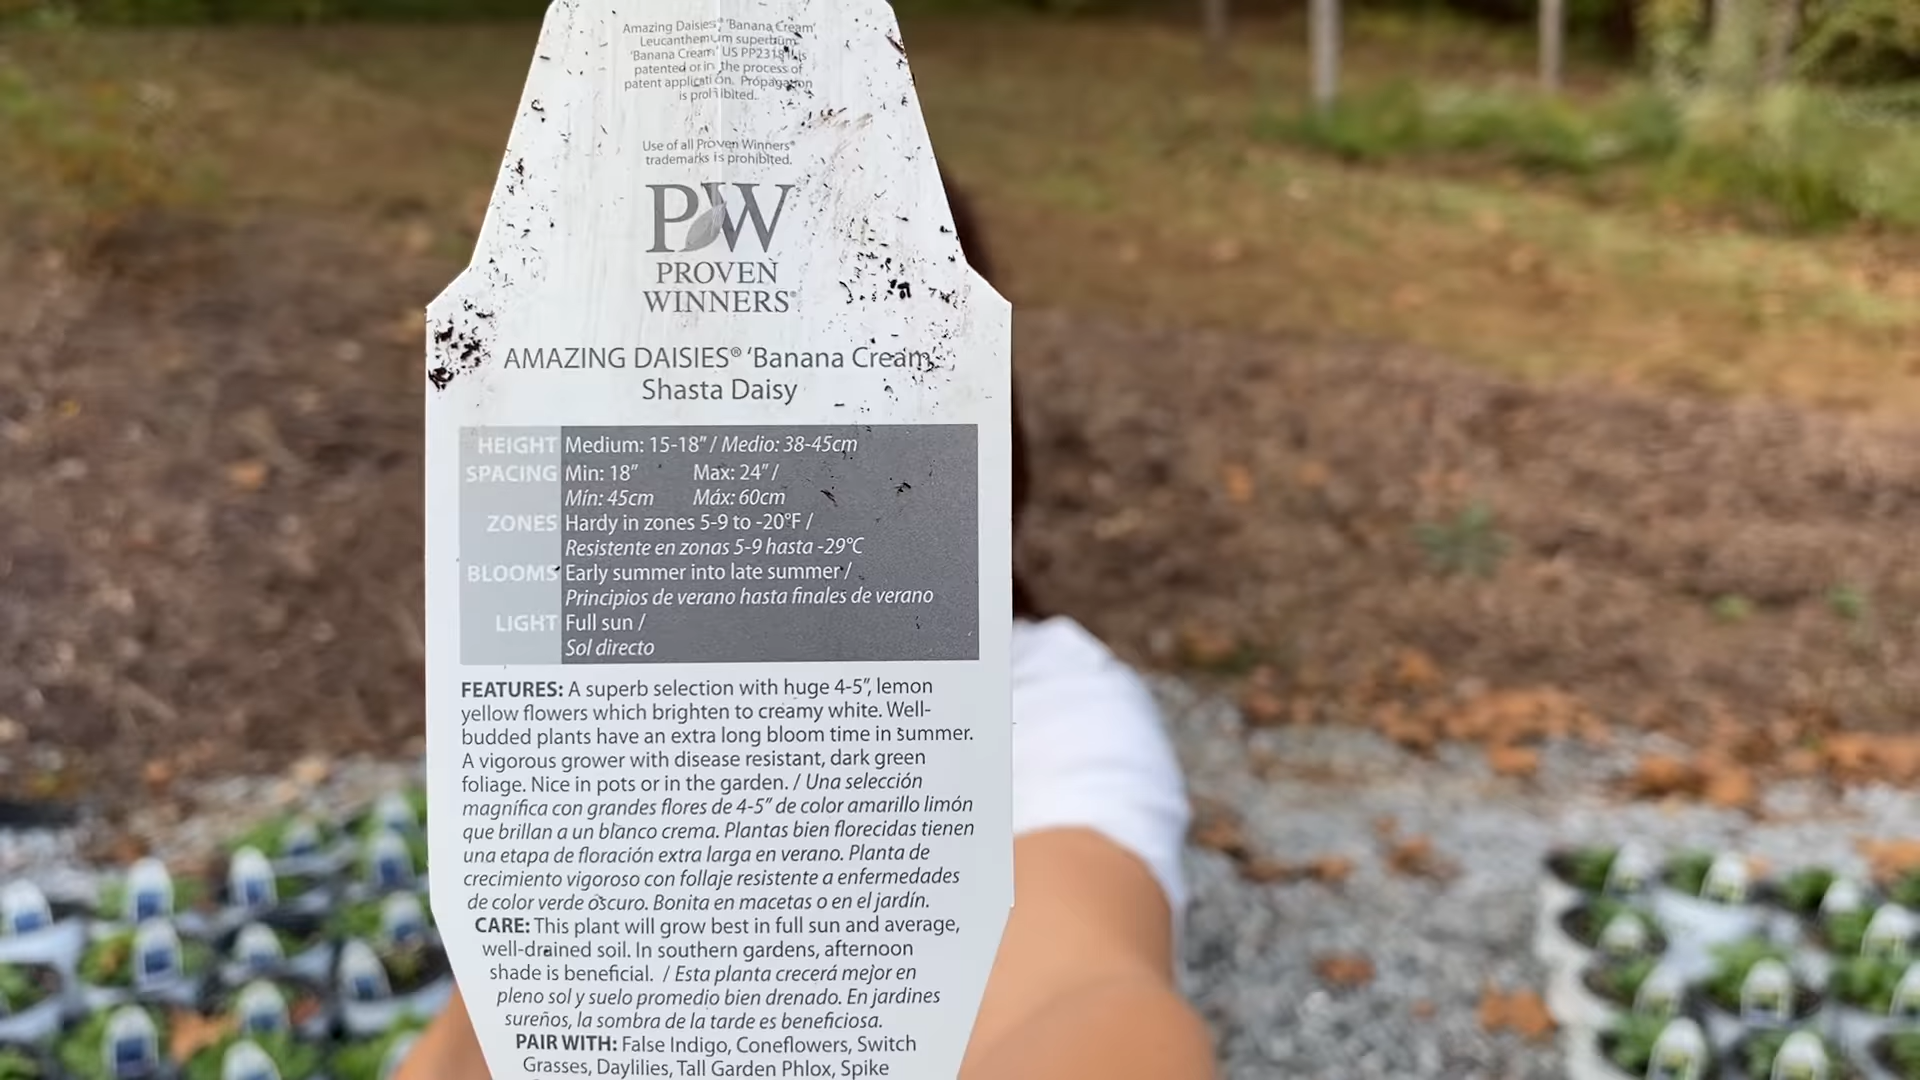 Amazing Daisies® 'Banana Cream'
Leucanthemum superbum
'Banana Cream' US PP23181 is
patented or in the process of
patent application. Propagation
is prohibited.
Use of all Proven Winners®
trademarks is prohibited.
PW
PROVEN
WINNERS®
AMAZING DAISIES® 'Banana Cream'
Shasta Daisy
HEIGHT Medium: 15-18" / Medio: 38-45cm
SPACING Min: 18" Max: 24" /
Mín: 45cm Máx: 60cm
ZONES Hardy in zones 5-9 to -20°F /
Resistente en zonas 5-9 hasta -29°C
BLOOMS Early summer into late summer /
Principios de verano hasta finales de verano
LIGHT Full sun /
Sol directo
FEATURES: A superb selection with huge 4-5", lemon
yellow flowers which brighten to creamy white. Well-
budded plants have an extra long bloom time in summer.
A vigorous grower with disease resistant, dark green
foliage. Nice in pots or in the garden. / Una selección
magnífica con grandes flores de 4-5" de color amarillo limón
que brillan a un blanco crema. Plantas bien florecidas tienen
una etapa de floración extra larga en verano. Planta de
crecimiento vigoroso con follaje resistente a enfermedades
de color verde oscuro. Bonita en macetas o en el jardín.
CARE: This plant will grow best in full sun and average,
well-drained soil. In southern gardens, afternoon
shade is beneficial. / Esta planta crecerá mejor en
pleno sol y suelo promedio bien drenado. En jardines
sureños, la sombra de la tarde es beneficiosa.
PAIR WITH: False Indigo, Coneflowers, Switch
Grasses, Daylilies, Tall Garden Phlox, Spike